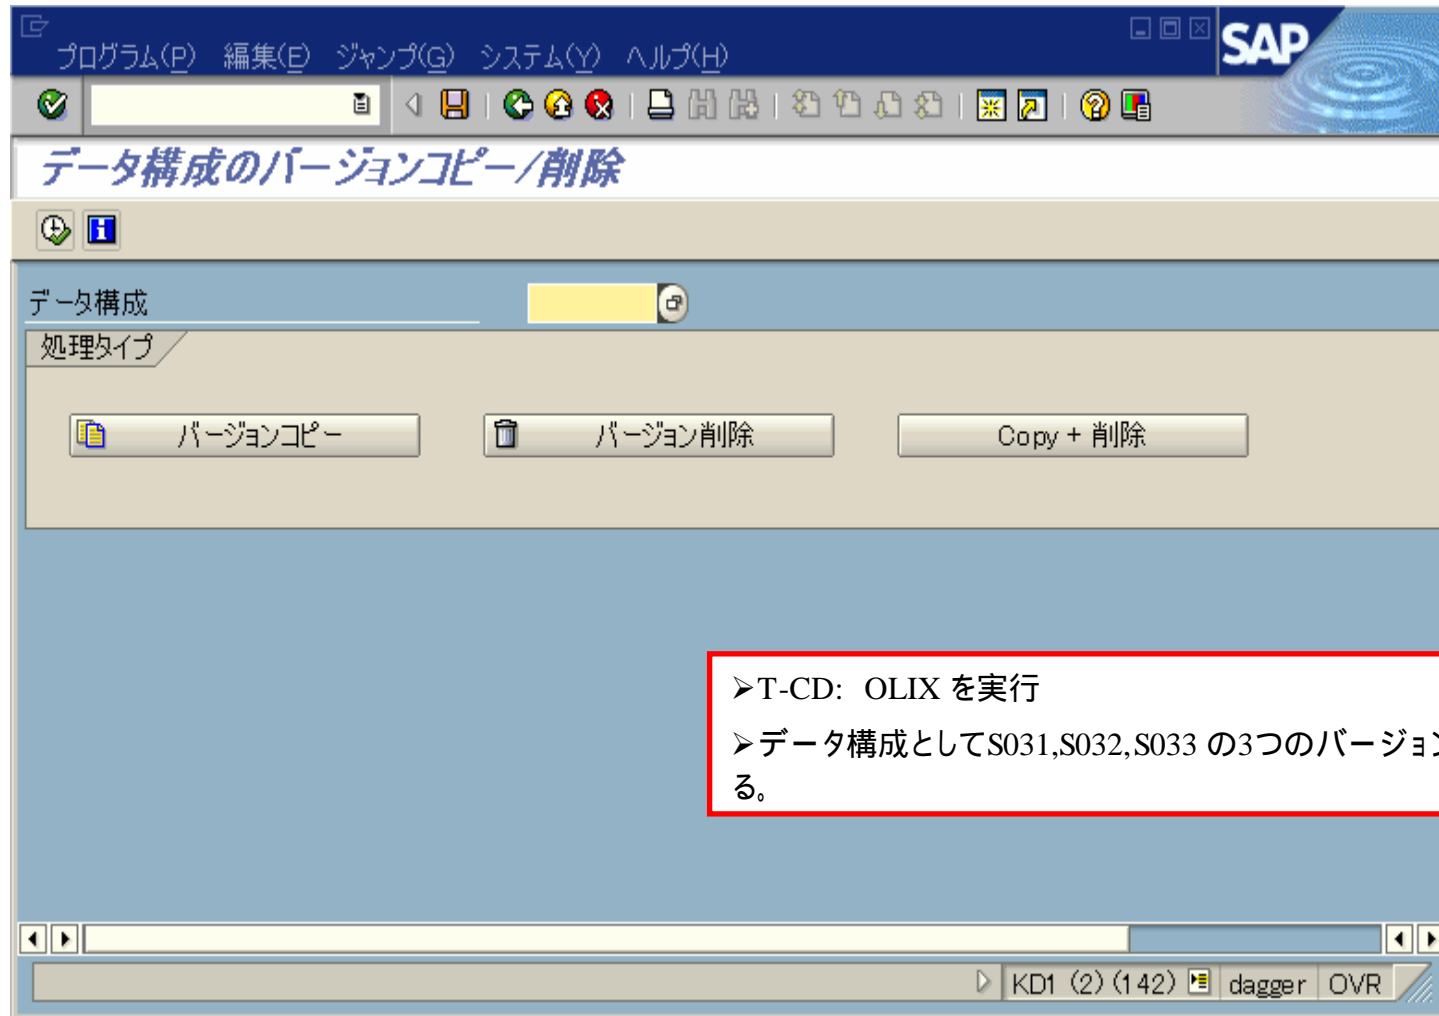 プログラム(P) 編集(E) ジャンプ(G) システム(Y) ヘルプ(H)
SAP
データ構成のバージョンコピー/削除
データ構成
処理タイプ
バージョンコピー バージョン削除 Copy + 削除
➢T-CD: OLIX を実行
➢データ構成としてS031,S032,S033 の3つのバージョン
る。
KD1 (2) (142) dagger OVR